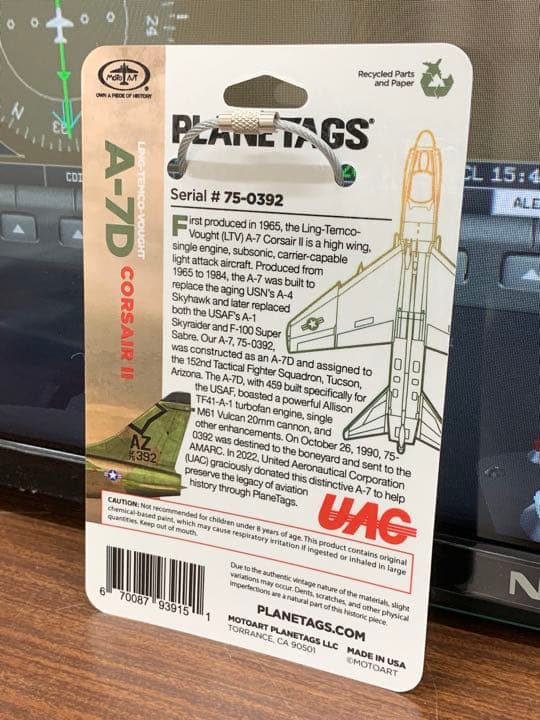 24
33
CDI
CL 15:4
ALE
N
MotoArt
OWN A PIECE OF HISTORY
Recycled Parts
and Paper
PLANETAGS®
LING-TEMCO-VOUGHT
A-7D CORSAIR II
Serial # 75-0392
First produced in 1965, the Ling-Temco-
Vought (LTV) A-7 Corsair II is a high wing,
single engine, subsonic, carrier-capable
light attack aircraft. Produced from
1965 to 1984, the A-7 was built to
replace the aging USN's A-4
Skyhawk and later replaced
both the USAF's A-1
Skyraider and F-100 Super
Sabre. Our A-7, 75-0392,
was constructed as an A-7D and assigned to
the 152nd Tactical Fighter Squadron, Tucson,
Arizona. The A-7D, with 459 built specifically for
the USAF, boasted a powerful Allison
TF41-A-1 turbofan engine, single
M61 Vulcan 20mm cannon, and
other enhancements. On October 26, 1990, 75-
0392 was destined to the boneyard and sent to the
AMARC. In 2022, United Aeronautical Corporation
(UAC) graciously donated this distinctive A-7 to help
preserve the legacy of aviation
history through PlaneTags.
AZ
392
UAC
CAUTION: Not recommended for children under 8 years of age. This product contains original
chemical-based paint, which may cause respiratory irritation if ingested or inhaled in large
quantities. Keep out of mouth.
Due to the authentic vintage nature of the materials, slight
variations may occur. Dents, scratches, and other physical
imperfections are a natural part of this historic piece.
6 70087 93915 1
PLANETAGS.COM
MOTOART PLANETAGS LLC
TORRANCE, CA 90501
MADE IN USA
©MOTOART